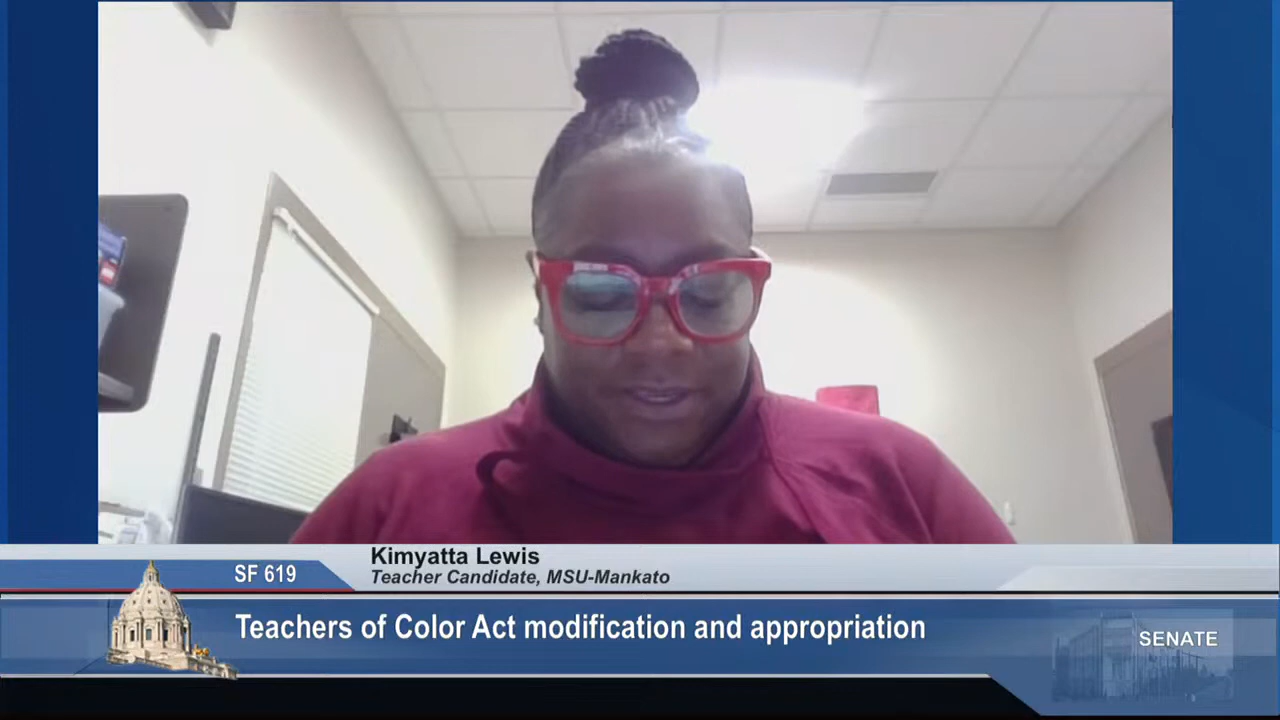 Kimyatta Lewis
SF 619
Teacher Candidate, MSU-Mankato
Teachers of Color Act modification and appropriation
SENATE